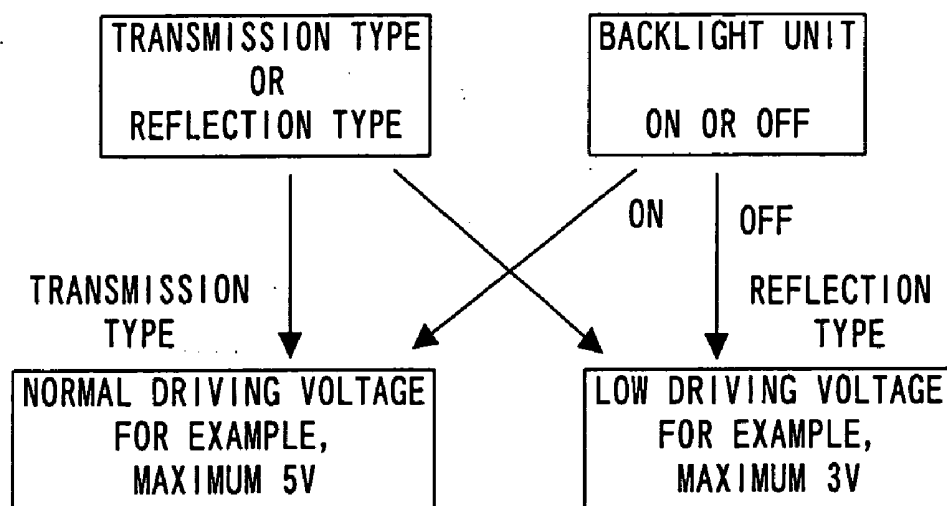 TRANSMISSION TYPE
OR
REFLECTION TYPE
BACKLIGHT UNIT
ON OR OFF
ON
OFF
TRANSMISSION
TYPE
REFLECTION
TYPE
NORMAL DRIVING VOLTAGE
FOR EXAMPLE,
MAXIMUM 5V
LOW DRIVING VOLTAGE
FOR EXAMPLE,
MAXIMUM 3V